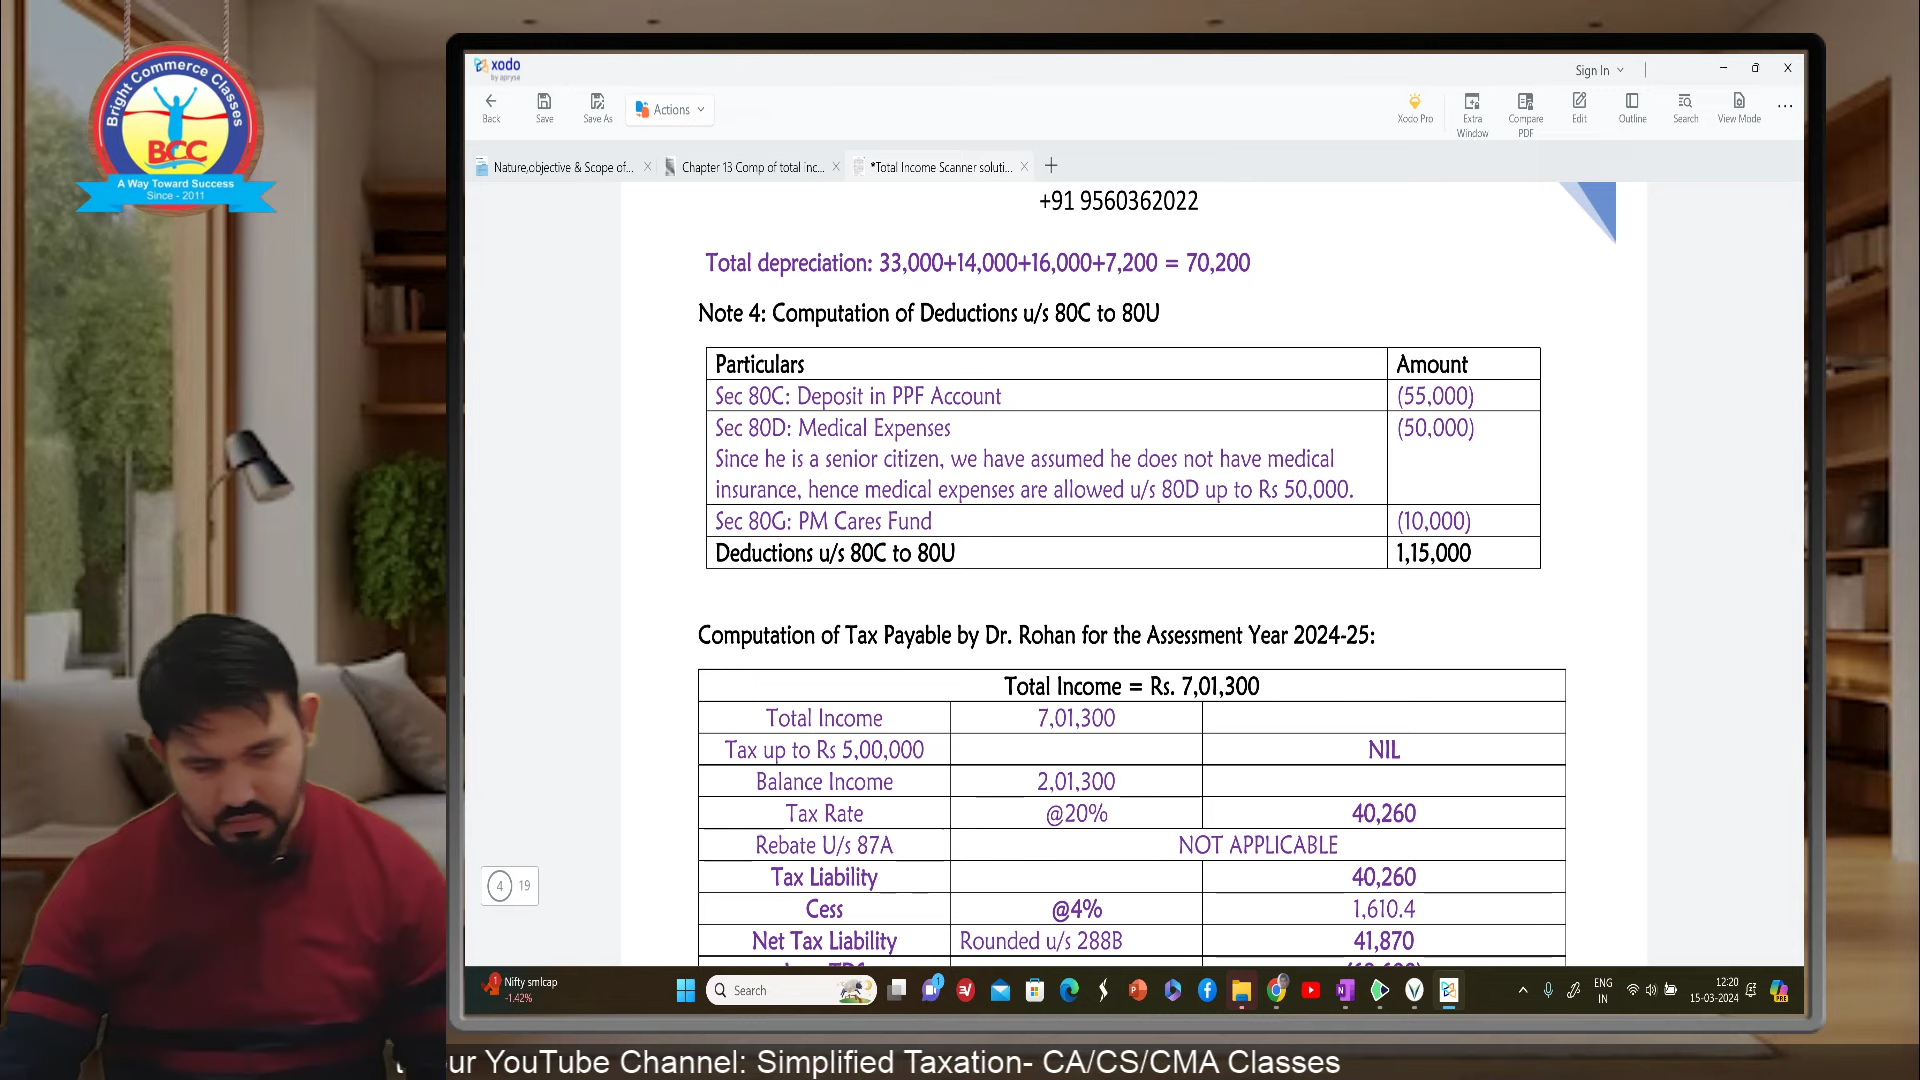 Bright Commerce Classes
BCC
A Way Toward Success
Since - 2011
xodo
by apryse
Sign In
Back
Save
Save As
Actions
Xodo Pro
Extra Window
Compare PDF
Edit
Outline
Search
View Mode
Nature,objective & Scope of...
Chapter 13 Comp of total inc...
*Total Income Scanner soluti...
+91 9560362022
Total depreciation: 33,000+14,000+16,000+7,200 = 70,200
Note 4: Computation of Deductions u/s 80C to 80U
Particulars Amount
Sec 80C: Deposit in PPF Account (55,000)
Sec 80D: Medical Expenses (50,000)
Since he is a senior citizen, we have assumed he does not have medical
insurance, hence medical expenses are allowed u/s 80D up to Rs 50,000.
Sec 80G: PM Cares Fund (10,000)
Deductions u/s 80C to 80U 1,15,000
Computation of Tax Payable by Dr. Rohan for the Assessment Year 2024-25:
Total Income = Rs. 7,01,300
Total Income 7,01,300
Tax up to Rs 5,00,000 NIL
Balance Income 2,01,300
Tax Rate @20% 40,260
Rebate U/s 87A NOT APPLICABLE
Tax Liability 40,260
Cess @4% 1,610.4
Net Tax Liability Rounded u/s 288B 41,870
4 19
1
Nifty smlcap
-1.42%
Search
ENG
IN
12:20
15-03-2024
our YouTube Channel: Simplified Taxation- CA/CS/CMA Classes